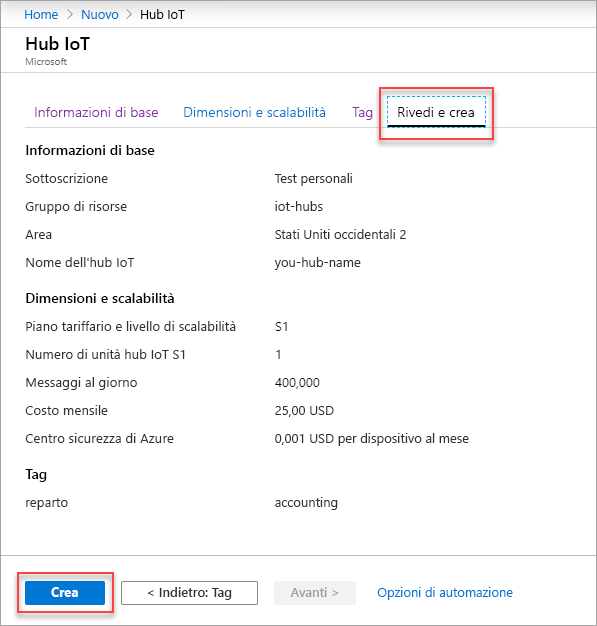 Home > Nuovo > Hub IoT
Hub IoT
Microsoft
Informazioni di base Dimensioni e scalabilità Tag Rivedi e crea
Informazioni di base
Sottoscrizione Test personali
Gruppo di risorse iot-hubs
Area Stati Uniti occidentali 2
Nome dell'hub IoT you-hub-name
Dimensioni e scalabilità
Piano tariffario e livello di scalabilità S1
Numero di unità hub IoT S1 1
Messaggi al giorno 400,000
Costo mensile 25,00 USD
Centro sicurezza di Azure 0,001 USD per dispositivo al mese
Tag
reparto accounting
Crea < Indietro: Tag Avanti > Opzioni di automazione